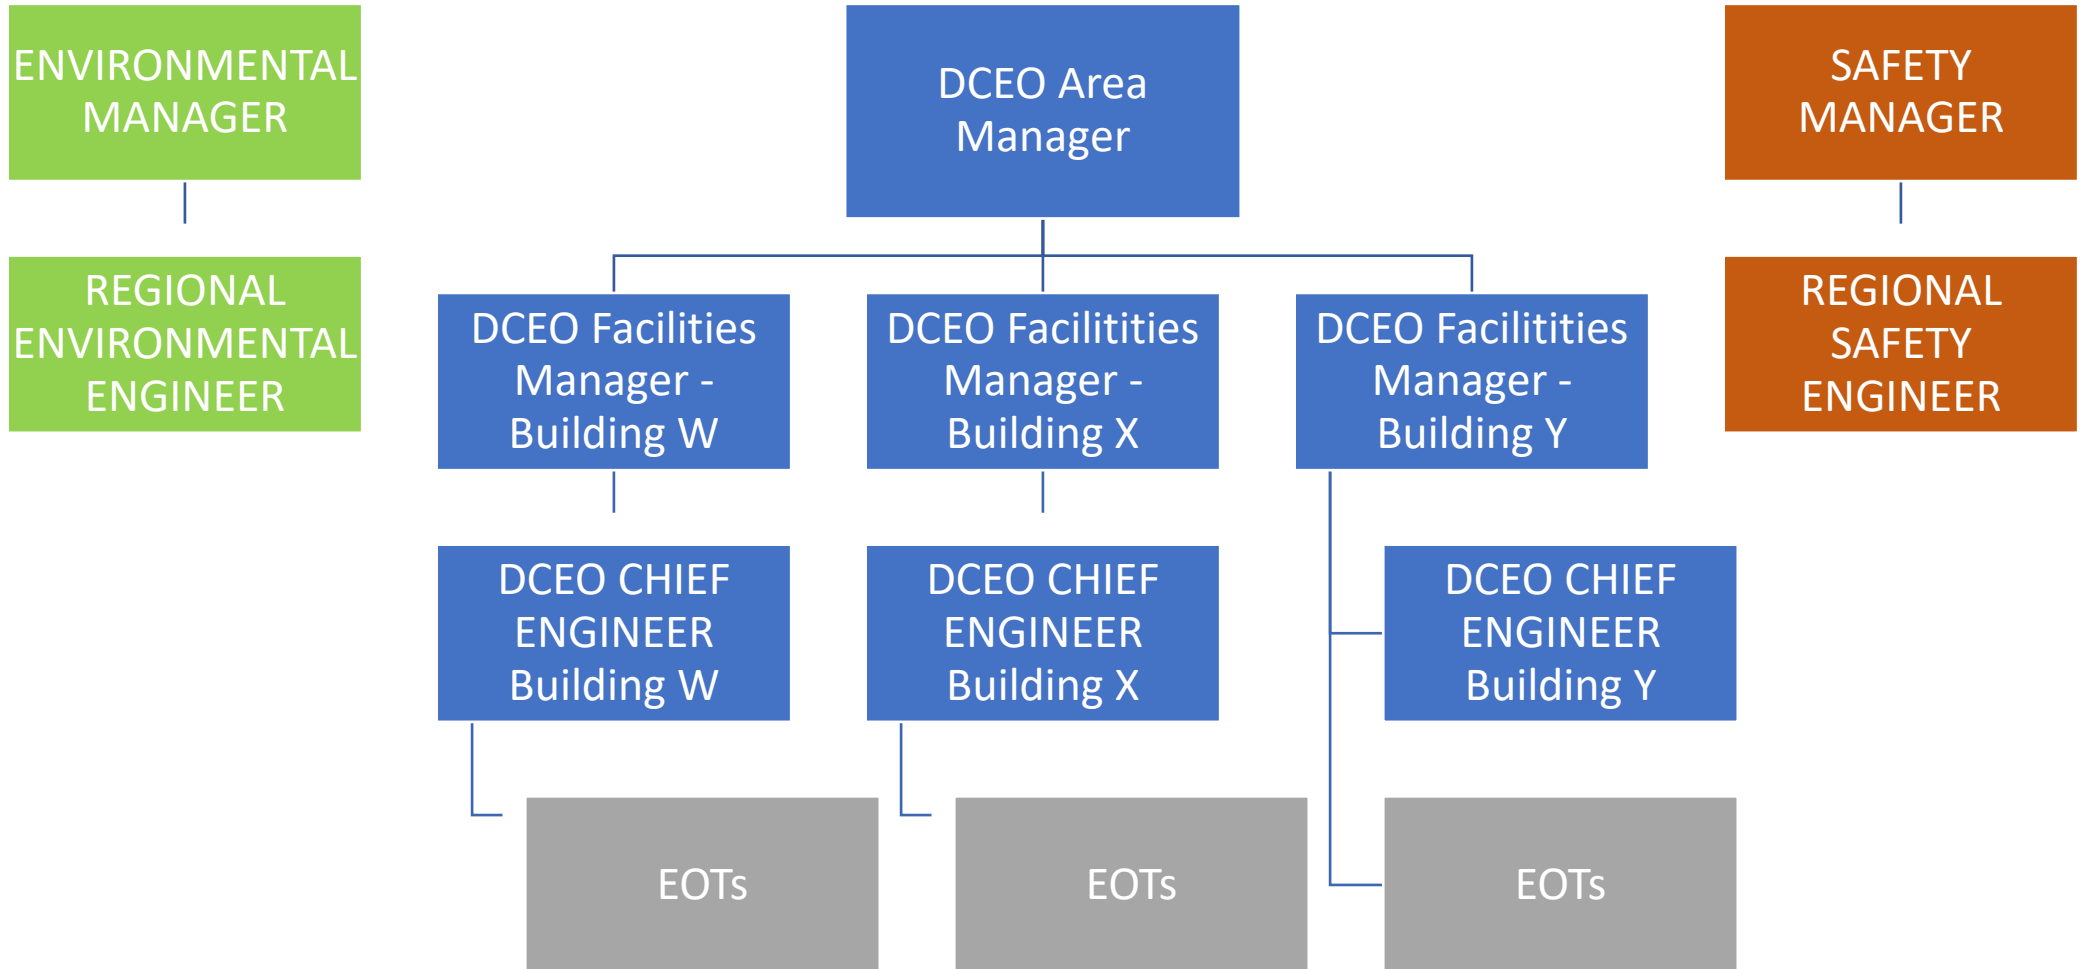 ENVIRONMENTAL
MANAGER
DCEO Area
Manager
SAFETY
MANAGER
REGIONAL
ENVIRONMENTAL
ENGINEER
DCEO Facilities
Manager -
Building W
DCEO Facilitities
Manager -
Building X
DCEO Facilitities
Manager -
Building Y
REGIONAL
SAFETY
ENGINEER
DCEO CHIEF
ENGINEER
Building W
DCEO CHIEF
ENGINEER
Building X
DCEO CHIEF
ENGINEER
Building Y
EOTs
EOTs
EOTs